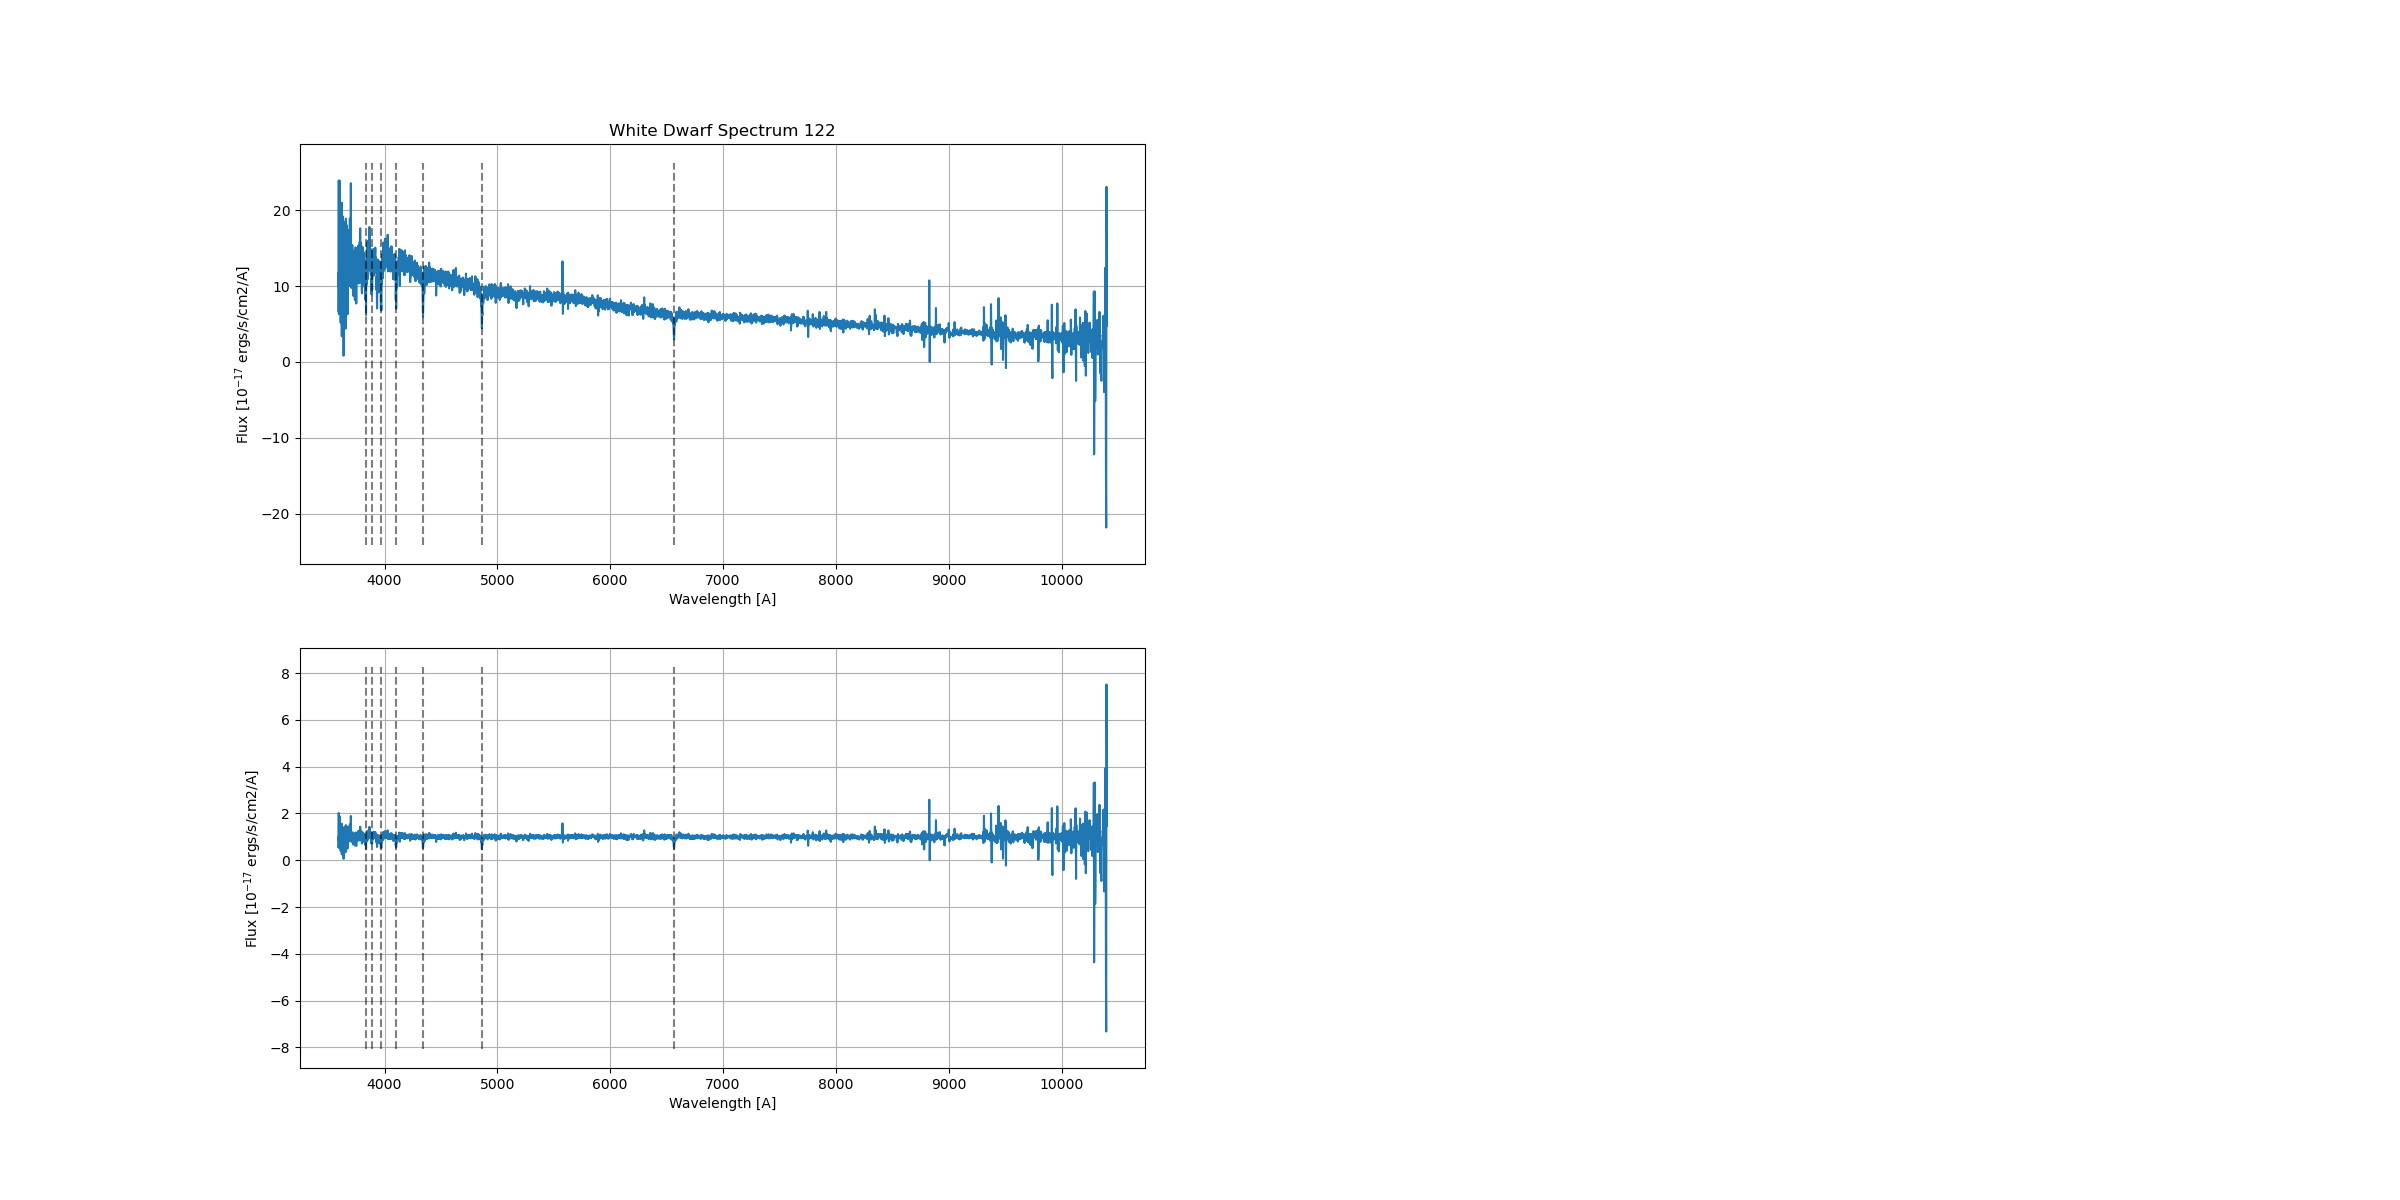 White Dwarf Spectrum 122
20
10
0
−10
−20
Flux [10⁻¹⁷ ergs/s/cm2/A]
4000 5000 6000 7000 8000 9000 10000
Wavelength [A]
8
6
4
2
0
−2
−4
−6
−8
Flux [10⁻¹⁷ ergs/s/cm2/A]
4000 5000 6000 7000 8000 9000 10000
Wavelength [A]